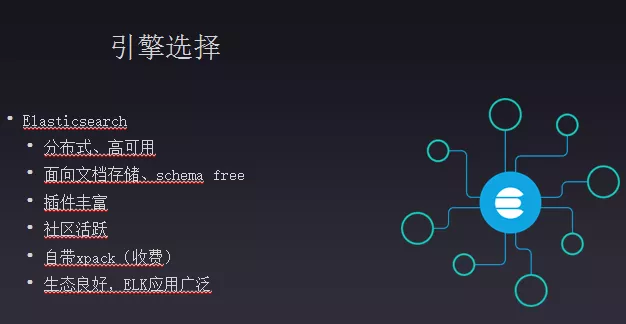 引擎选择
Elasticsearch
分布式、高可用
面向文档存储、schema free
插件丰富
社区活跃
自带xpack（收费）
生态良好，ELK应用广泛